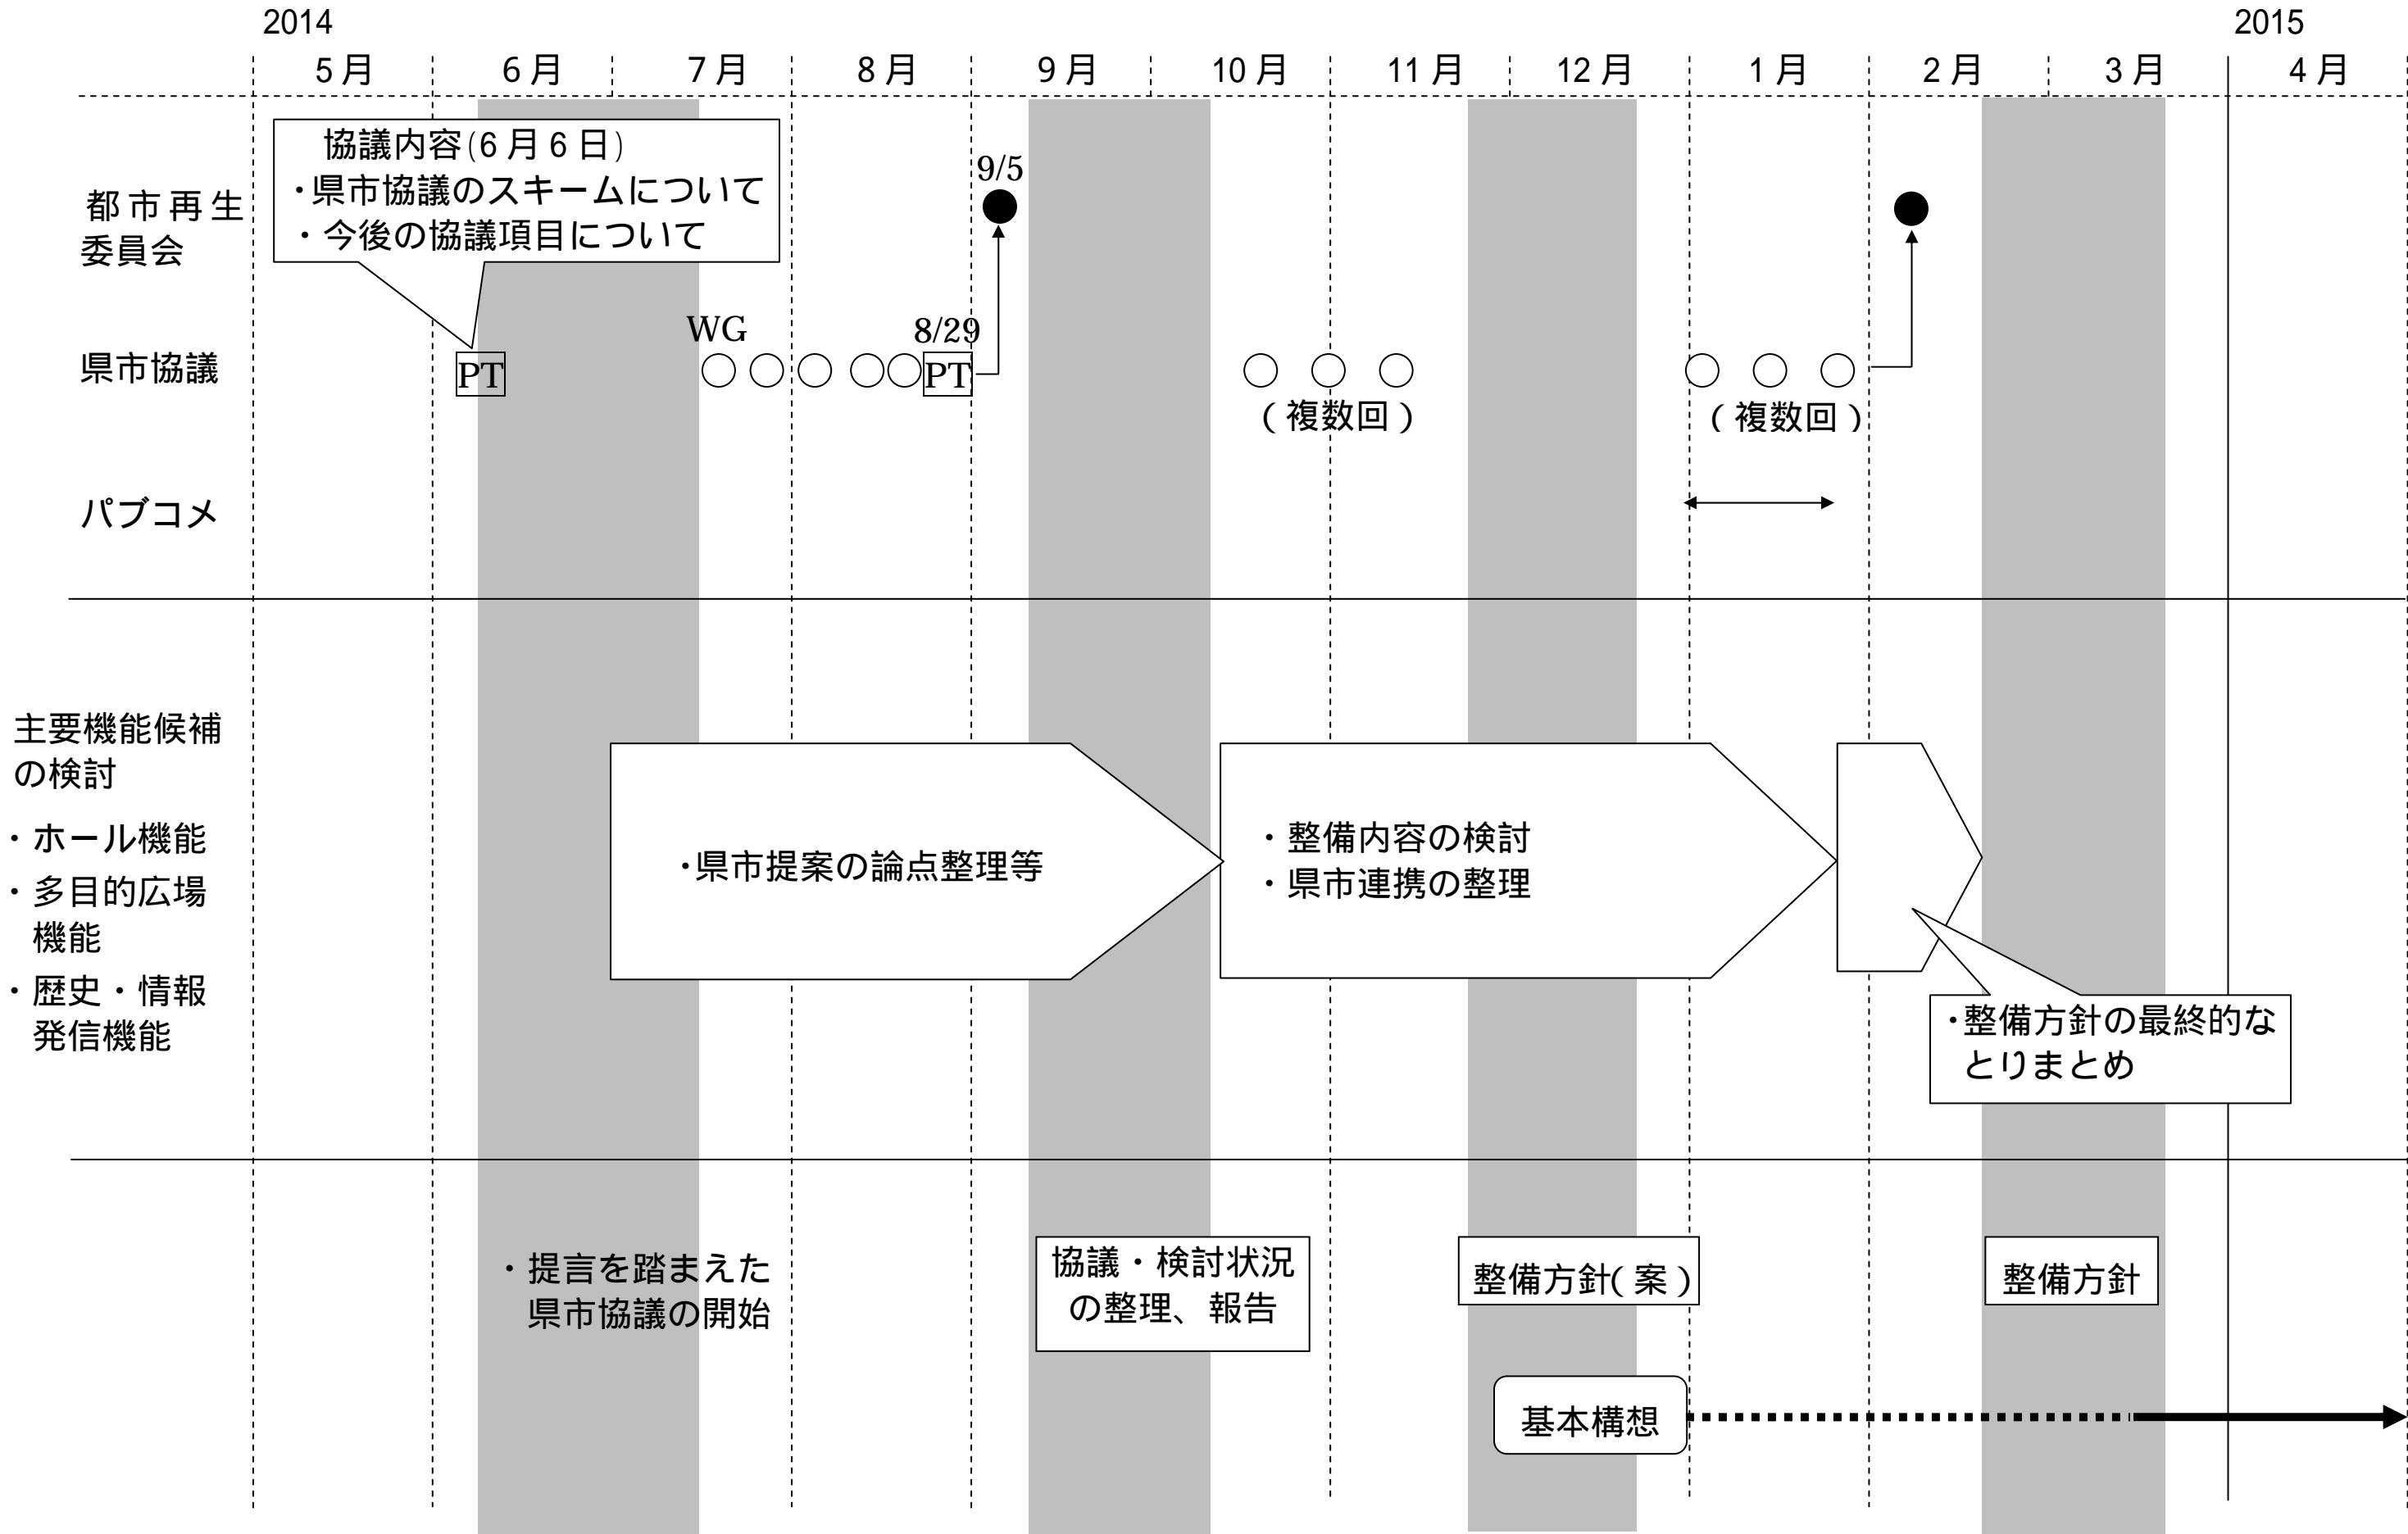 2014
2015
5月 6月 7月 8月 9月 10月 11月 12月 1月 2月 3月 4月
協議内容(6月6日)
・県市協議のスキームについて
・今後の協議項目について
都市再生
委員会
9/5
県市協議
PT
WG
8/29
PT
(複数回)
(複数回)
パブコメ
主要機能候補
の検討
・ホール機能
・多目的広場
機能
・歴史・情報
発信機能
・県市提案の論点整理等
・整備内容の検討
・県市連携の整理
・整備方針の最終的な
とりまとめ
・提言を踏まえた
県市協議の開始
協議・検討状況
の整理、報告
整備方針(案)
整備方針
基本構想